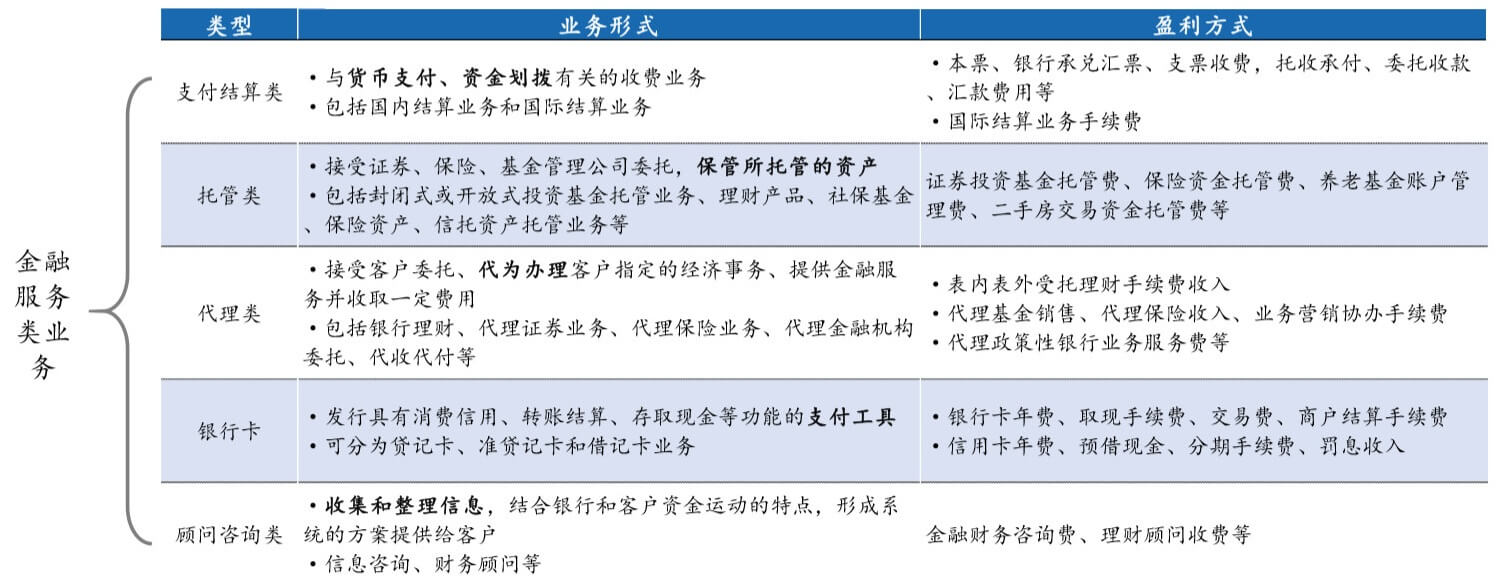 类型 业务形式 盈利方式
金融
服务
类业
务
支付结算类
·与货币支付、资金划拨有关的收费业务
·包括国内结算业务和国际结算业务
·本票、银行承兑汇票、支票收费，托收承付、委托收款
、汇款费用等
·国际结算业务手续费
托管类
·接受证券、保险、基金管理公司委托，保管所托管的资产
·包括封闭式或开放式投资基金托管业务、理财产品、社保基金
、保险资产、信托资产托管业务等
证券投资基金托管费、保险资金托管费、养老基金账户管
理费、二手房交易资金托管费等
代理类
·接受客户委托、代为办理客户指定的经济事务、提供金融服
务并收取一定费用
·包括银行理财、代理证券业务、代理保险业务、代理金融机构
委托、代收代付等
·表内表外受托理财手续费收入
·代理基金销售、代理保险收入、业务营销协办手续费
·代理政策性银行业务服务费等
银行卡
·发行具有消费信用、转账结算、存取现金等功能的支付工具
·可分为贷记卡、准贷记卡和借记卡业务
·银行卡年费、取现手续费、交易费、商户结算手续费
·信用卡年费、预借现金、分期手续费、罚息收入
顾问咨询类
·收集和整理信息，结合银行和客户资金运动的特点，形成系
统的方案提供给客户
·信息咨询、财务顾问等
金融财务咨询费、理财顾问收费等